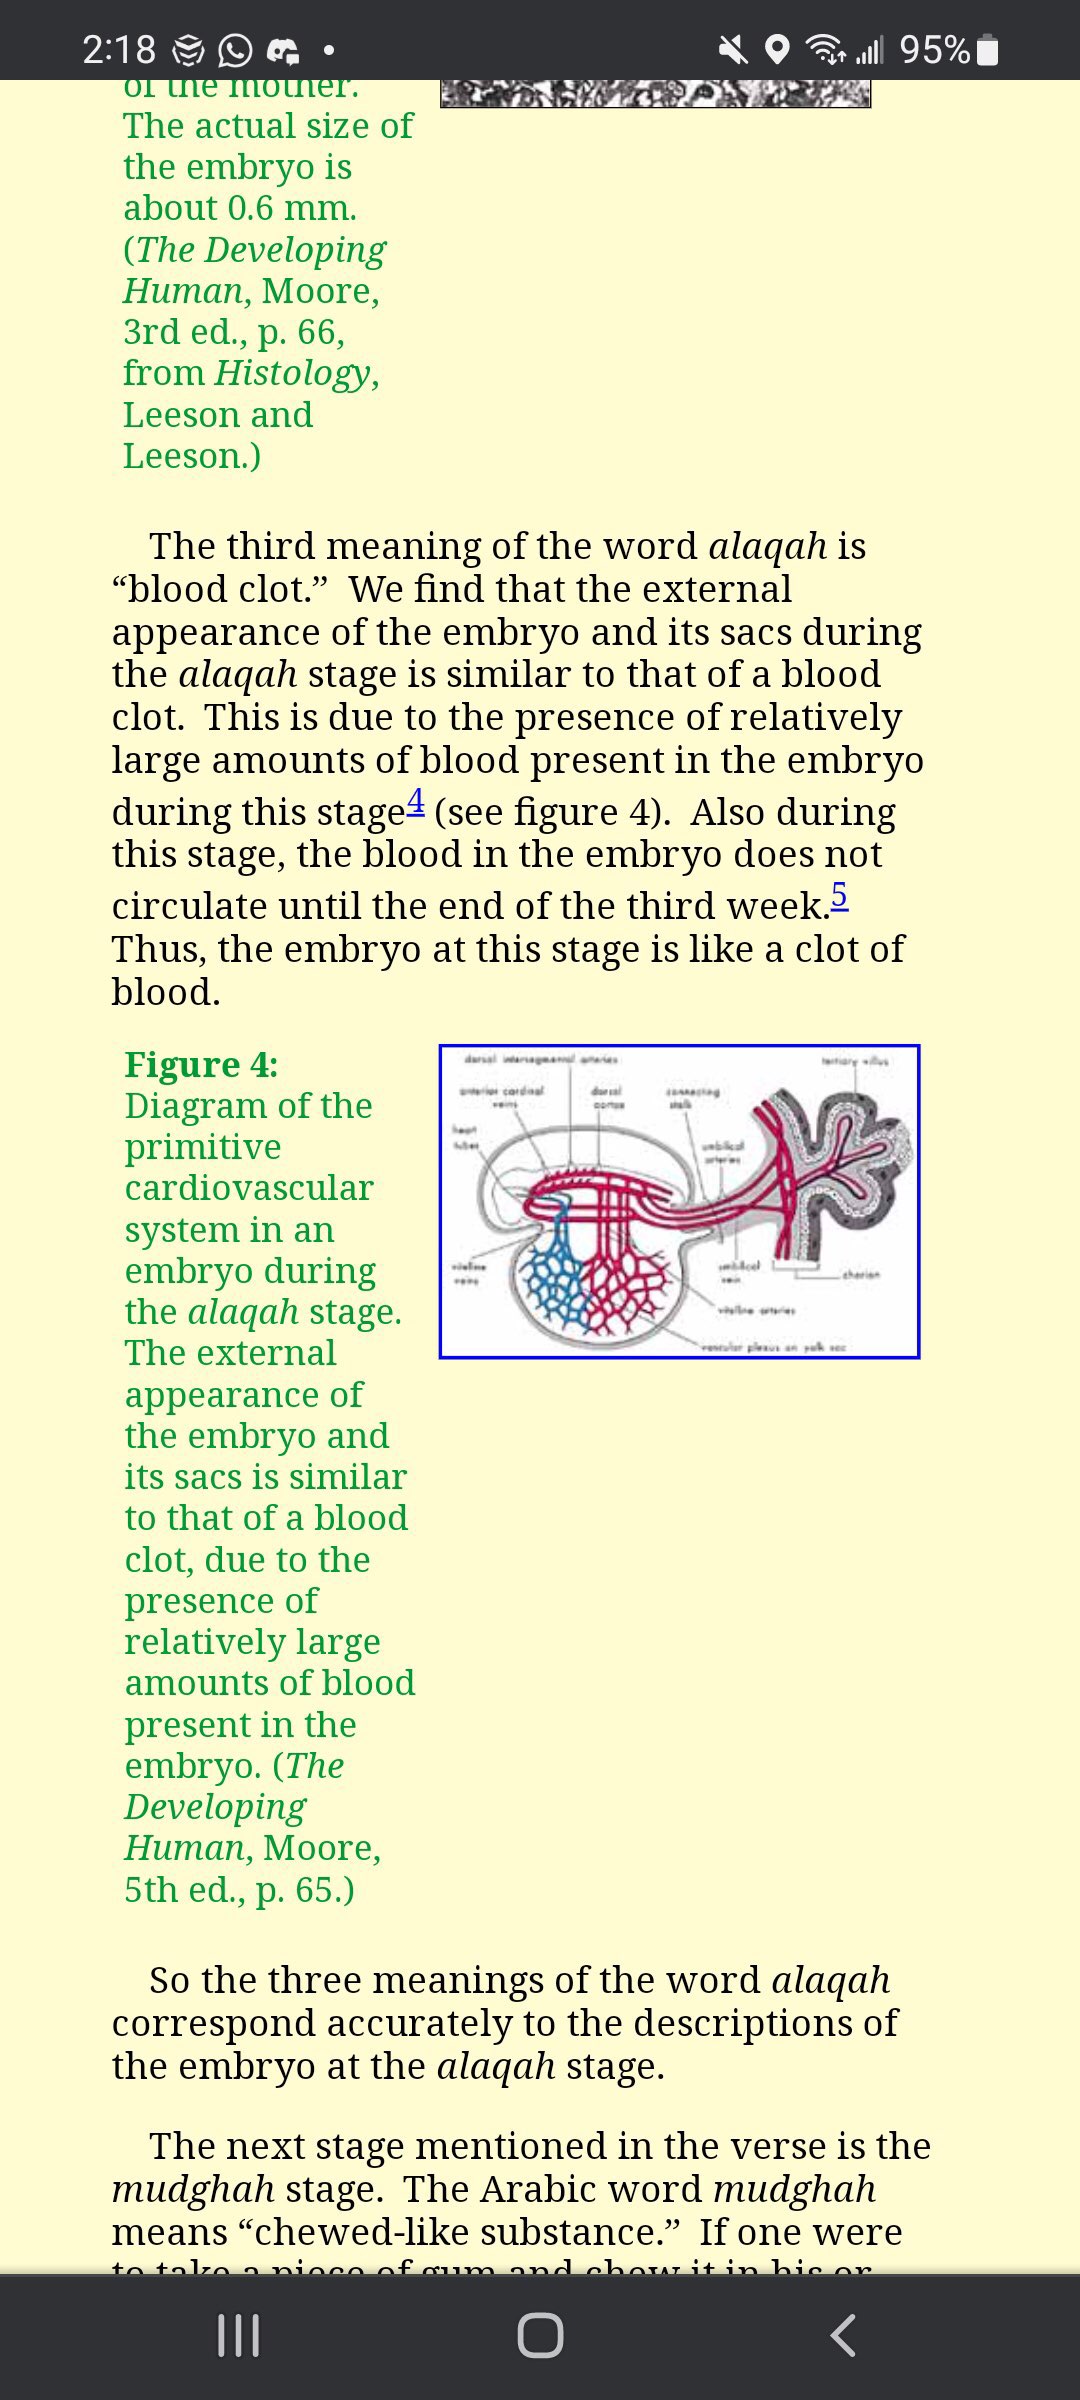 2:18
95%
of the mother.
The actual size of
the embryo is
about 0.6 mm.
(The Developing
Human, Moore,
3rd ed., p. 66,
from Histology,
Leeson and
Leeson.)
The third meaning of the word alaqah is
“blood clot.”  We find that the external
appearance of the embryo and its sacs during
the alaqah stage is similar to that of a blood
clot.  This is due to the presence of relatively
large amounts of blood present in the embryo
during this stage4 (see figure 4).  Also during
this stage, the blood in the embryo does not
circulate until the end of the third week.5
Thus, the embryo at this stage is like a clot of
blood.
Figure 4:
Diagram of the
primitive
cardiovascular
system in an
embryo during
the alaqah stage.
The external
appearance of
the embryo and
its sacs is similar
to that of a blood
clot, due to the
presence of
relatively large
amounts of blood
present in the
embryo. (The
Developing
Human, Moore,
5th ed., p. 65.)
dorsal intersegmental arteries
tertiary villus
anterior cardinal
veins
dorsal
aortae
connecting
stalk
heart
tubes
umbilical
arteries
vitelline
veins
umbilical
vein
chorion
vitelline arteries
vascular plexus on yolk sac
So the three meanings of the word alaqah
correspond accurately to the descriptions of
the embryo at the alaqah stage.
The next stage mentioned in the verse is the
mudghah stage.  The Arabic word mudghah
means “chewed-like substance.”  If one were
to take a piece of gum and chew it in his or